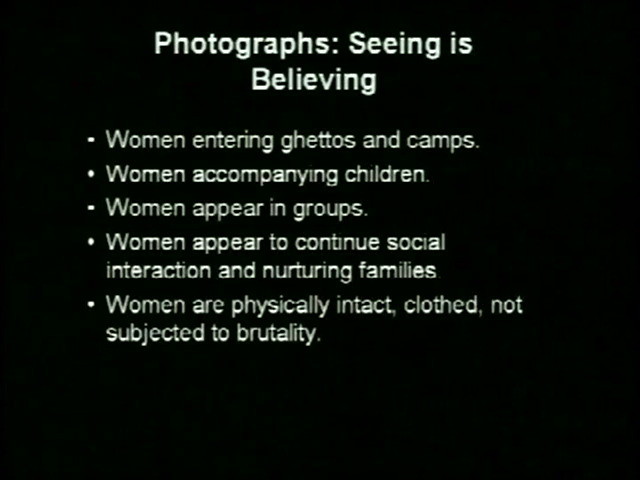 Photographs: Seeing is
Believing
• Women entering ghettos and camps.
• Women accompanying children.
• Women appear in groups.
• Women appear to continue social
interaction and nurturing families
• Women are physically intact, clothed, not
subjected to brutality.